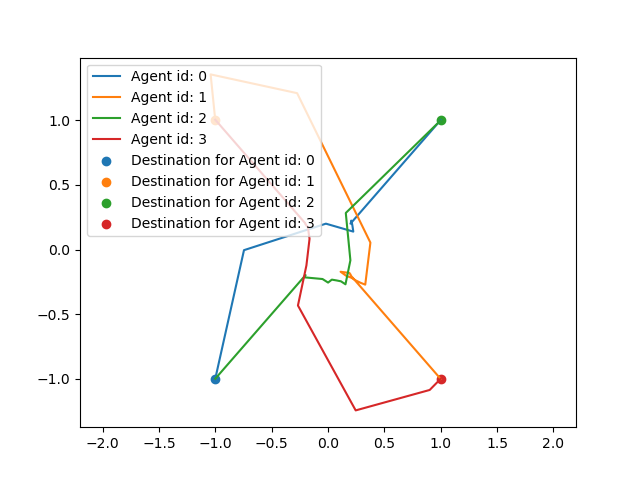 Agent id: 0
Agent id: 1
Agent id: 2
Agent id: 3
Destination for Agent id: 0
Destination for Agent id: 1
Destination for Agent id: 2
Destination for Agent id: 3
1.0
0.5
0.0
−0.5
−1.0
−2.0 −1.5 −1.0 −0.5 0.0 0.5 1.0 1.5 2.0